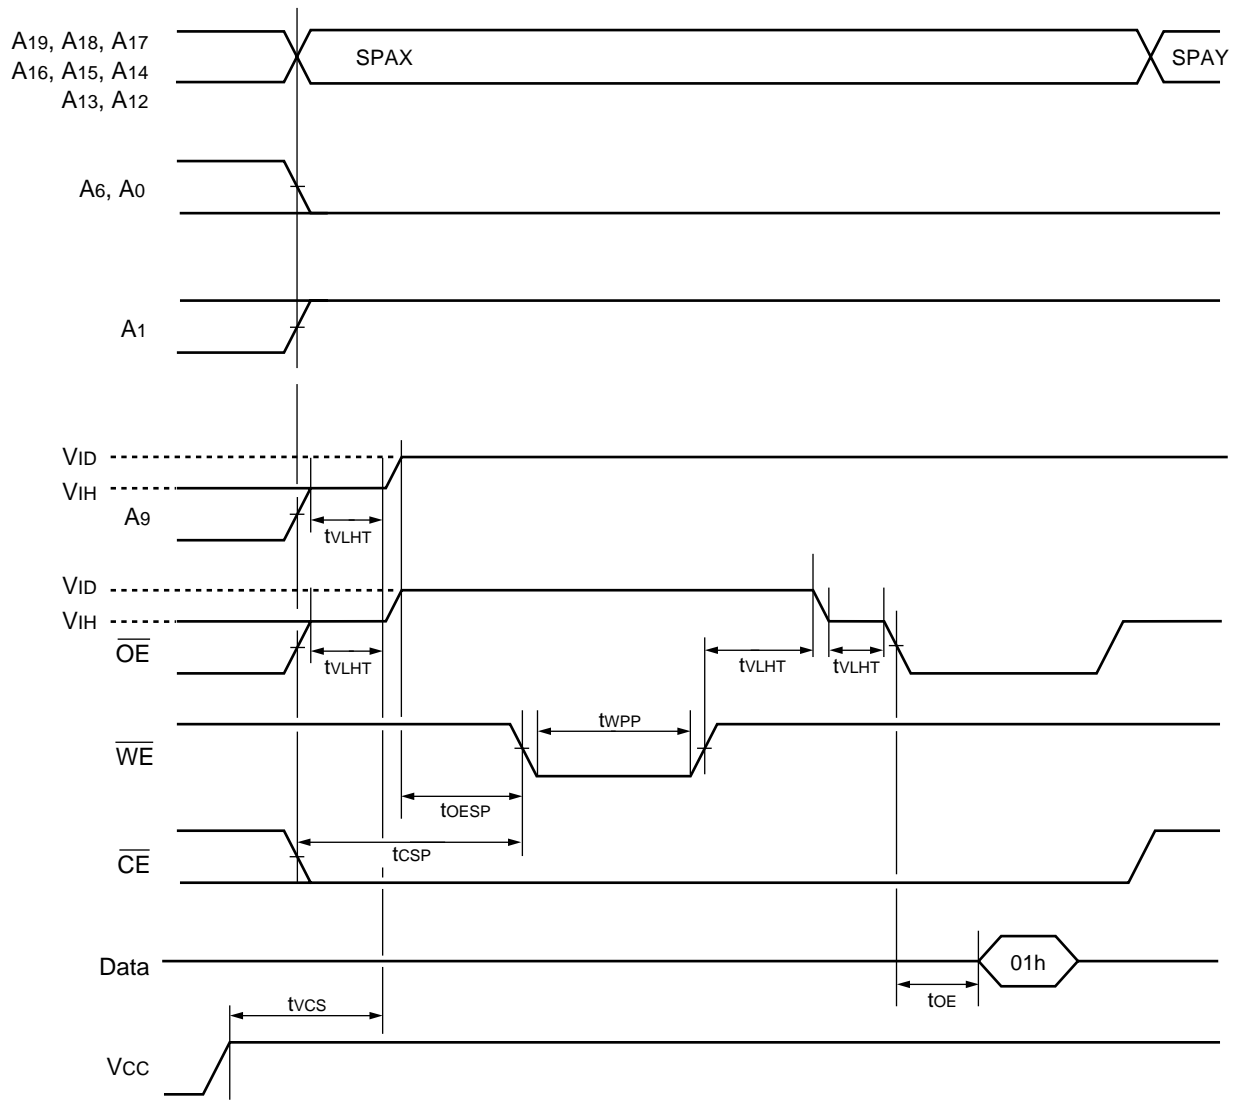 A19, A18, A17
A16, A15, A14
A13, A12
SPAX
SPAY
A6, A0
A1
VID
VIH
A9
tVLHT
VID
VIH
OE
tVLHT
tVLHT
tVLHT
WE
tWPP
tOESP
tCSP
CE
Data
01h
tOE
tVCS
VCC